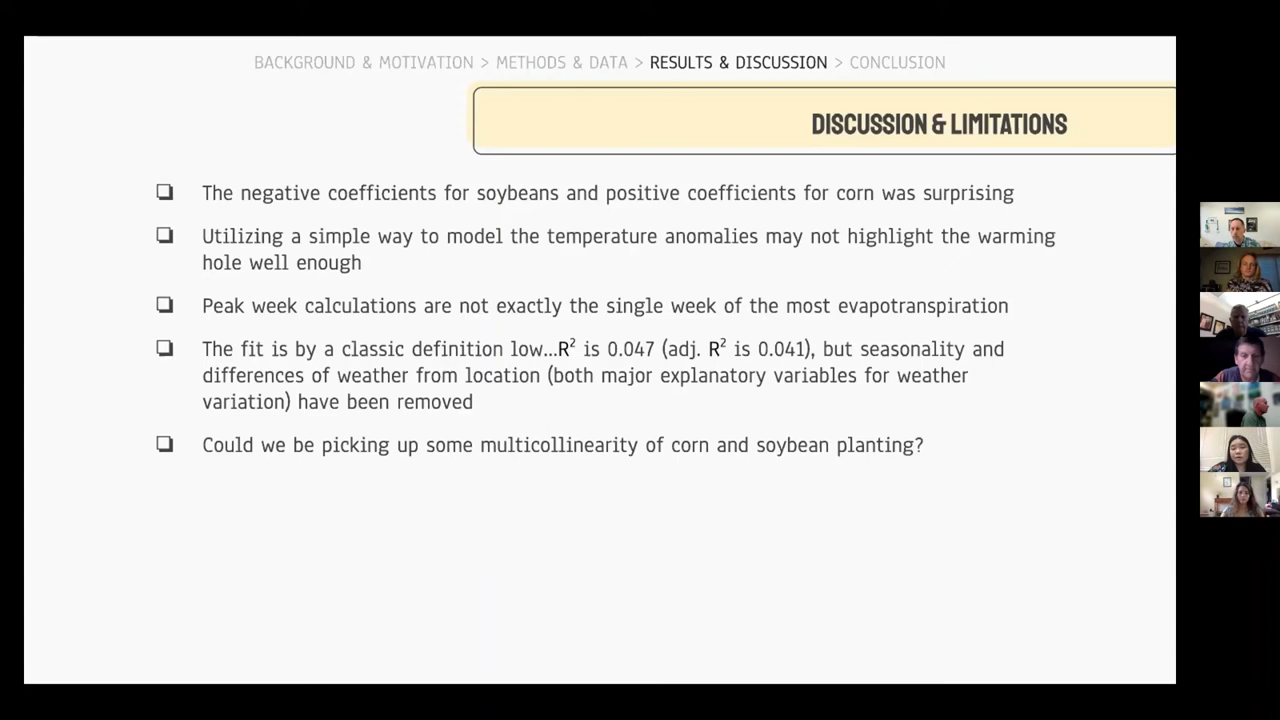 BACKGROUND & MOTIVATION > METHODS & DATA > RESULTS & DISCUSSION > CONCLUSION
DISCUSSION & LIMITATIONS
❏ The negative coefficients for soybeans and positive coefficients for corn was surprising
❏ Utilizing a simple way to model the temperature anomalies may not highlight the warming
hole well enough
❏ Peak week calculations are not exactly the single week of the most evapotranspiration
❏ The fit is by a classic definition low...R² is 0.047 (adj. R² is 0.041), but seasonality and
differences of weather from location (both major explanatory variables for weather
variation) have been removed
❏ Could we be picking up some multicollinearity of corn and soybean planting?